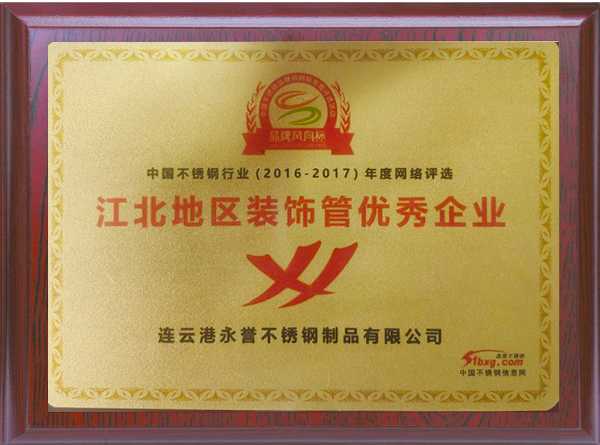 品牌风向标
中国不锈钢行业(2016-2017)年度网络评选
江北地区装饰管优秀企业
连云港永誉不锈钢制品有限公司
51bxg.com
中国不锈钢信息网